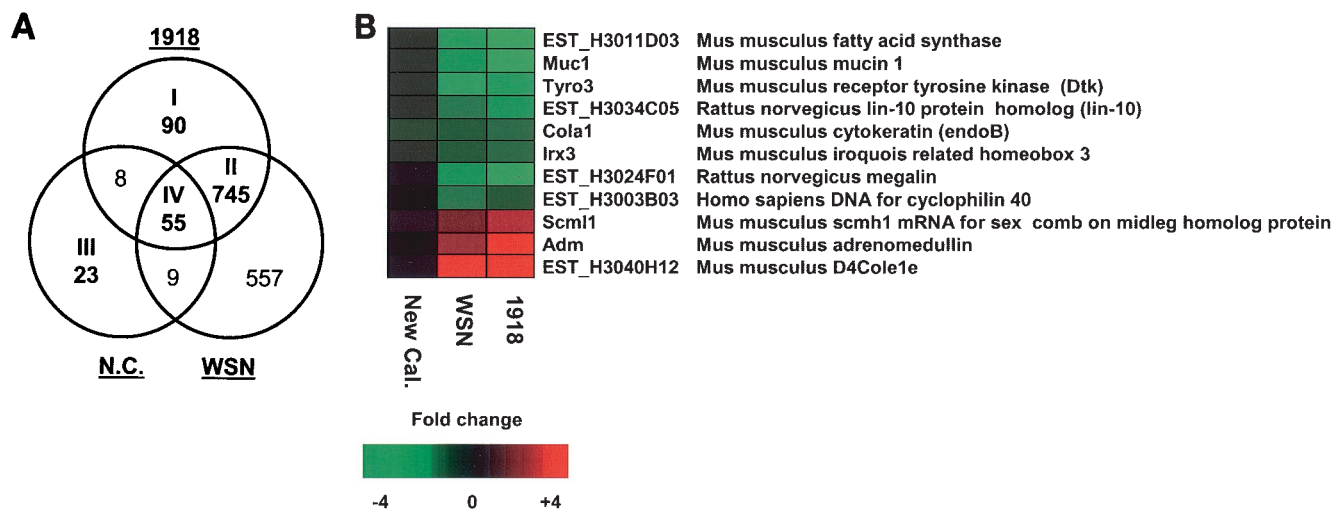 A
1918
I
90
8
II
745
IV
55
III
23
9
557
N.C.
WSN
B
EST_H3011D03 Mus musculus fatty acid synthase
Muc1 Mus musculus mucin 1
Tyro3 Mus musculus receptor tyrosine kinase (Dtk)
EST_H3034C05 Rattus norvegicus lin-10 protein homolog (lin-10)
Cola1 Mus musculus cytokeratin (endoB)
Irx3 Mus musculus iroquois related homeobox 3
EST_H3024F01 Rattus norvegicus megalin
EST_H3003B03 Homo sapiens DNA for cyclophilin 40
Scml1 Mus musculus scmh1 mRNA for sex comb on midleg homolog protein
Adm Mus musculus adrenomedullin
EST_H3040H12 Mus musculus D4Cole1e
New Cal.
WSN
1918
Fold change
-4 0 +4